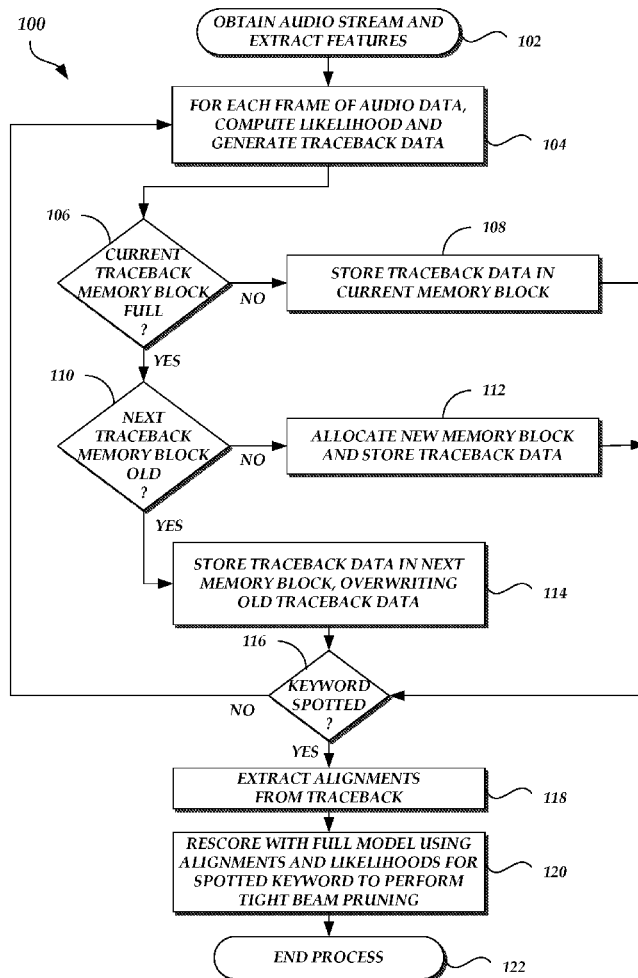 100
OBTAIN AUDIO STREAM AND
EXTRACT FEATURES
102
FOR EACH FRAME OF AUDIO DATA,
COMPUTE LIKELIHOOD AND
GENERATE TRACEBACK DATA
104
106
CURRENT
TRACEBACK
MEMORY BLOCK
FULL
?
NO
YES
108
STORE TRACEBACK DATA IN
CURRENT MEMORY BLOCK
110
NEXT
TRACEBACK
MEMORY BLOCK
OLD
?
NO
YES
112
ALLOCATE NEW MEMORY BLOCK
AND STORE TRACEBACK DATA
STORE TRACEBACK DATA IN NEXT
MEMORY BLOCK, OVERWRITING
OLD TRACEBACK DATA
114
116
KEYWORD
SPOTTED
?
NO
YES
EXTRACT ALIGNMENTS
FROM TRACEBACK
118
RESCORE WITH FULL MODEL USING
ALIGNMENTS AND LIKELIHOODS FOR
SPOTTED KEYWORD TO PERFORM
TIGHT BEAM PRUNING
120
END PROCESS
122